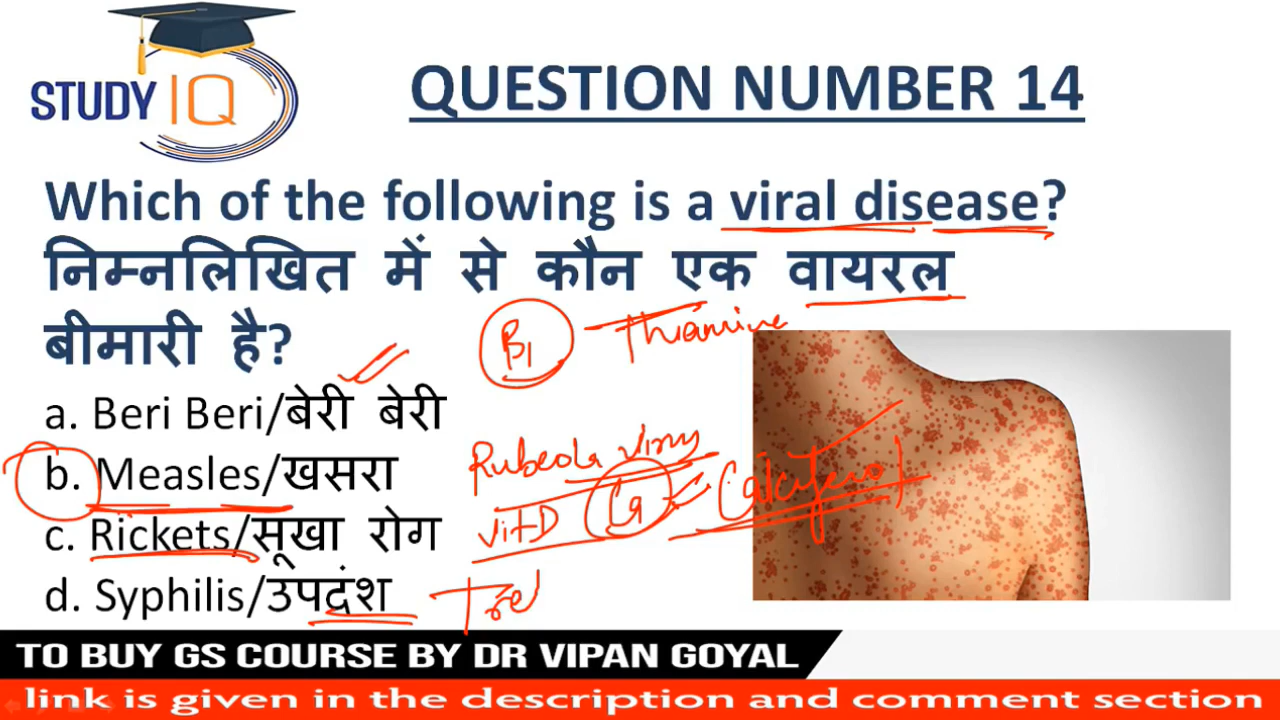 STUDY IQ
QUESTION NUMBER 14
Which of the following is a viral disease?
निम्नलिखित में से कौन एक वायरल
बीमारी है?
B1 Thiamine
a. Beri Beri/बेरी बेरी
Rubeola virus
b. Measles/खसरा
Vit D Ca
c. Rickets/सूखा रोग
d. Syphilis/उपदंश Tre
TO BUY GS COURSE BY DR VIPAN GOYAL
link is given in the description and comment section